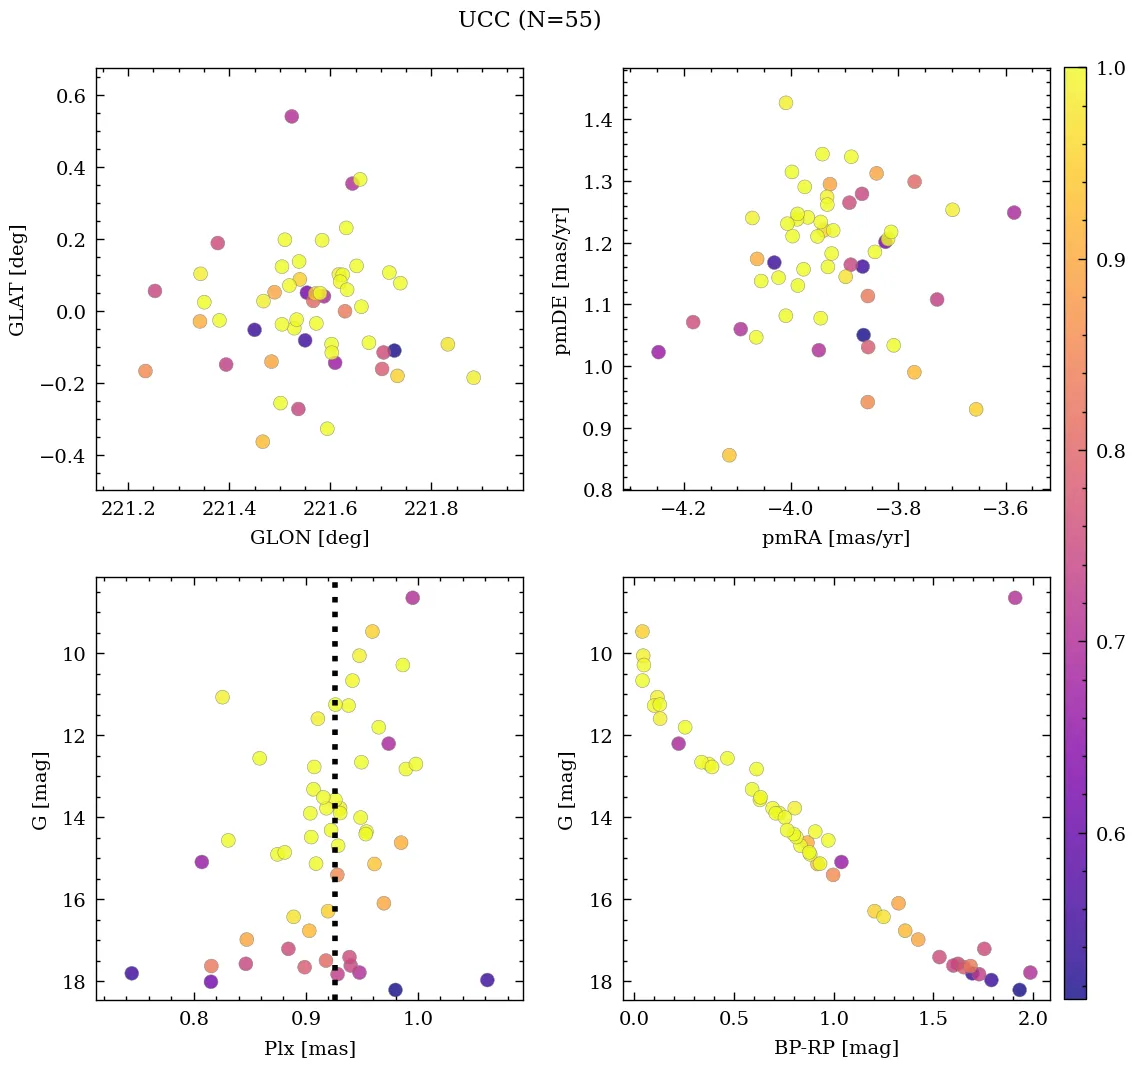 UCC (N=55)
0.6
0.4
0.2
0.0
−0.2
−0.4
GLAT [deg]
221.2 221.4 221.6 221.8
GLON [deg]
1.4
1.3
1.2
1.1
1.0
0.9
0.8
pmDE [mas/yr]
−4.2 −4.0 −3.8 −3.6
pmRA [mas/yr]
10
12
14
16
18
G [mag]
0.8 0.9 1.0
Plx [mas]
10
12
14
16
18
G [mag]
0.0 0.5 1.0 1.5 2.0
BP-RP [mag]
1.0
0.9
0.8
0.7
0.6